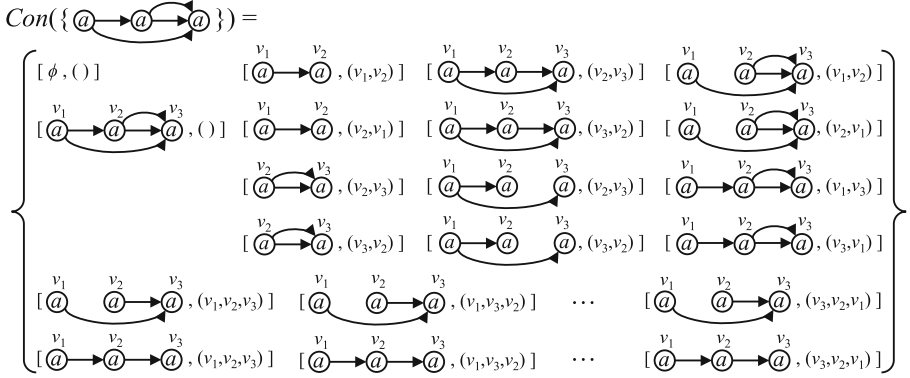 Con({ a a a }) =
v1 v2 v1 v2 v3 v1 v2 v3
[ ϕ , ( ) ] [ a a , (v1,v2) ] [ a a a , (v2,v3) ] [ a a a , (v1,v2) ]
v1 v2 v3 v1 v2 v1 v2 v3 v1 v2 v3
[ a a a , ( ) ] [ a a , (v2,v1) ] [ a a a , (v3,v2) ] [ a a a , (v2,v1) ]
v2 v3 v1 v2 v3 v1 v2 v3
[ a a , (v2,v3) ] [ a a a , (v2,v3) ] [ a a a , (v1,v3) ]
v2 v3 v1 v2 v3 v1 v2 v3
[ a a , (v3,v2) ] [ a a a , (v3,v2) ] [ a a a , (v3,v1) ]
v1 v2 v3 v1 v2 v3 v1 v2 v3
[ a a a , (v1,v2,v3) ] [ a a a , (v1,v3,v2) ] ··· [ a a a , (v3,v2,v1) ]
v1 v2 v3 v1 v2 v3 v1 v2 v3
[ a a a , (v1,v2,v3) ] [ a a a , (v1,v3,v2) ] ··· [ a a a , (v3,v2,v1) ]